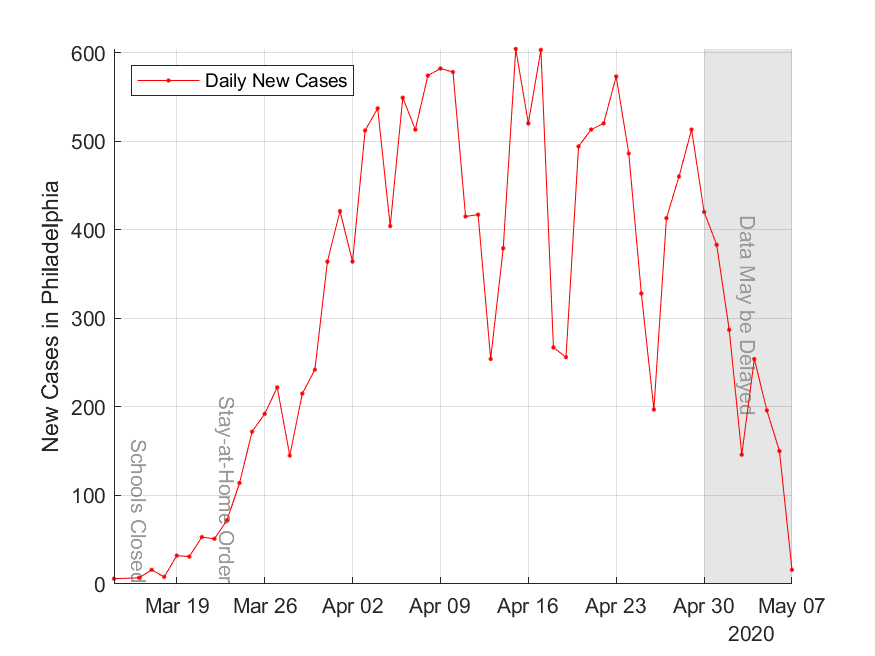 600
500
400
300
200
100
0
New Cases in Philadelphia
Daily New Cases
Schools Closed
Stay-at-Home Order
Data May be Delayed
Mar 19 Mar 26 Apr 02 Apr 09 Apr 16 Apr 23 Apr 30 May 07
2020